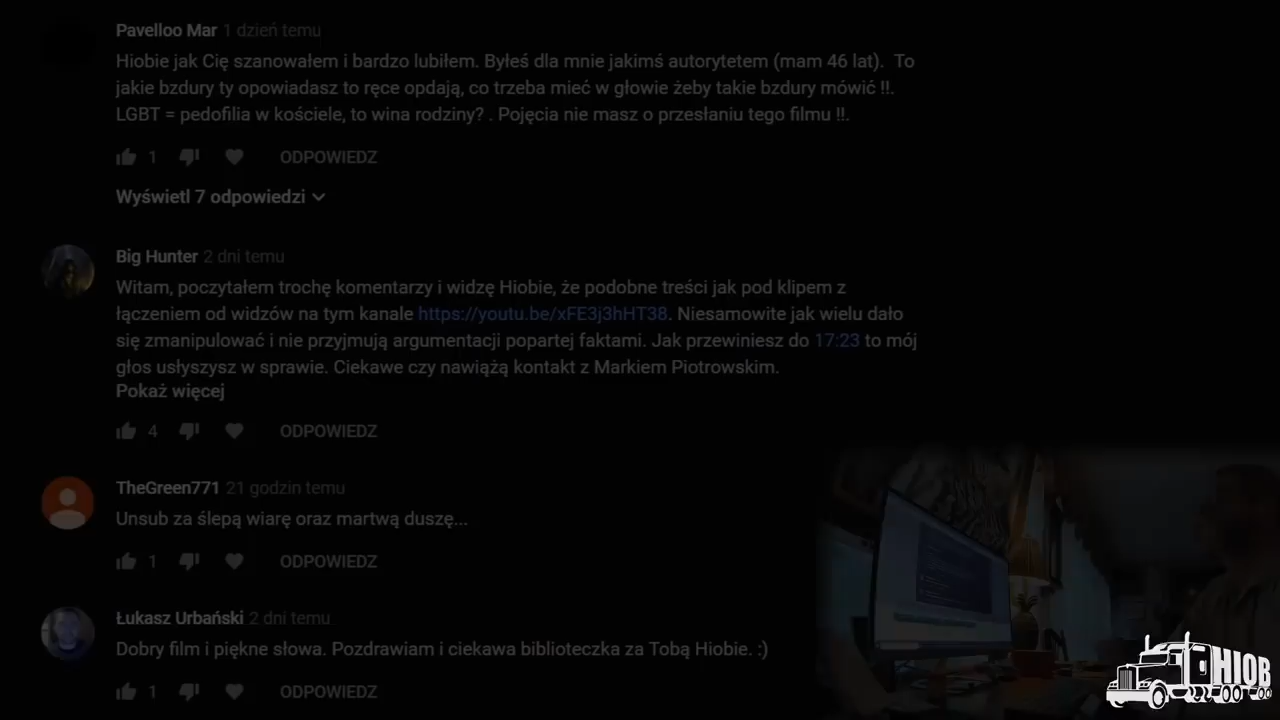 Pavelloo Mar 1 dzień temu
Hiobie jak Cię szanowałem i bardzo lubiłem. Byłeś dla mnie jakimś autorytetem (mam 46 lat).  To
jakie bzdury ty opowiadasz to ręce opdają, co trzeba mieć w głowie żeby takie bzdury mówić !!.
LGBT = pedofilia w kościele, to wina rodziny? . Pojęcia nie masz o przesłaniu tego filmu !!.
1 ODPOWIEDZ
Wyświetl 7 odpowiedzi
Big Hunter 2 dni temu
Witam, poczytałem trochę komentarzy i widzę Hiobie, że podobne treści jak pod klipem z
łączeniem od widzów na tym kanale https://youtu.be/xFE3j3hHT38. Niesamowite jak wielu dało
się zmanipulować i nie przyjmują argumentacji popartej faktami. Jak przewiniesz do 17:23 to mój
głos usłyszysz w sprawie. Ciekawe czy nawiążą kontakt z Markiem Piotrowskim.
Pokaż więcej
4 ODPOWIEDZ
TheGreen771 21 godzin temu
Unsub za ślepą wiarę oraz martwą duszę...
1 ODPOWIEDZ
Łukasz Urbański 2 dni temu
Dobry film i piękne słowa. Pozdrawiam i ciekawa biblioteczka za Tobą Hiobie. :)
1 ODPOWIEDZ
HIOB